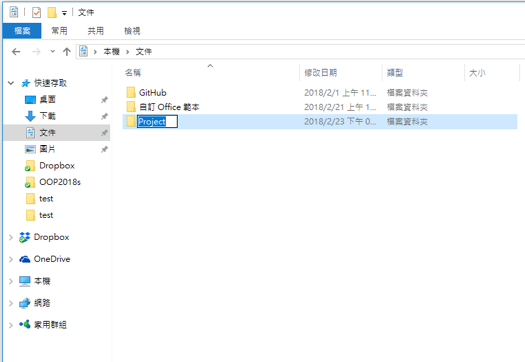 文件
檔案 常用 共用 檢視
本機 文件
名稱 修改日期 類型 大小
快速存取
桌面
下載
文件
圖片
Dropbox
OOP2018s
test
test
Dropbox
OneDrive
本機
網路
家用群組
GitHub 2018/2/1 上午 11... 檔案資料夾
自訂 Office 範本 2018/2/21 上午 1... 檔案資料夾
Project 2018/2/23 下午 0... 檔案資料夾